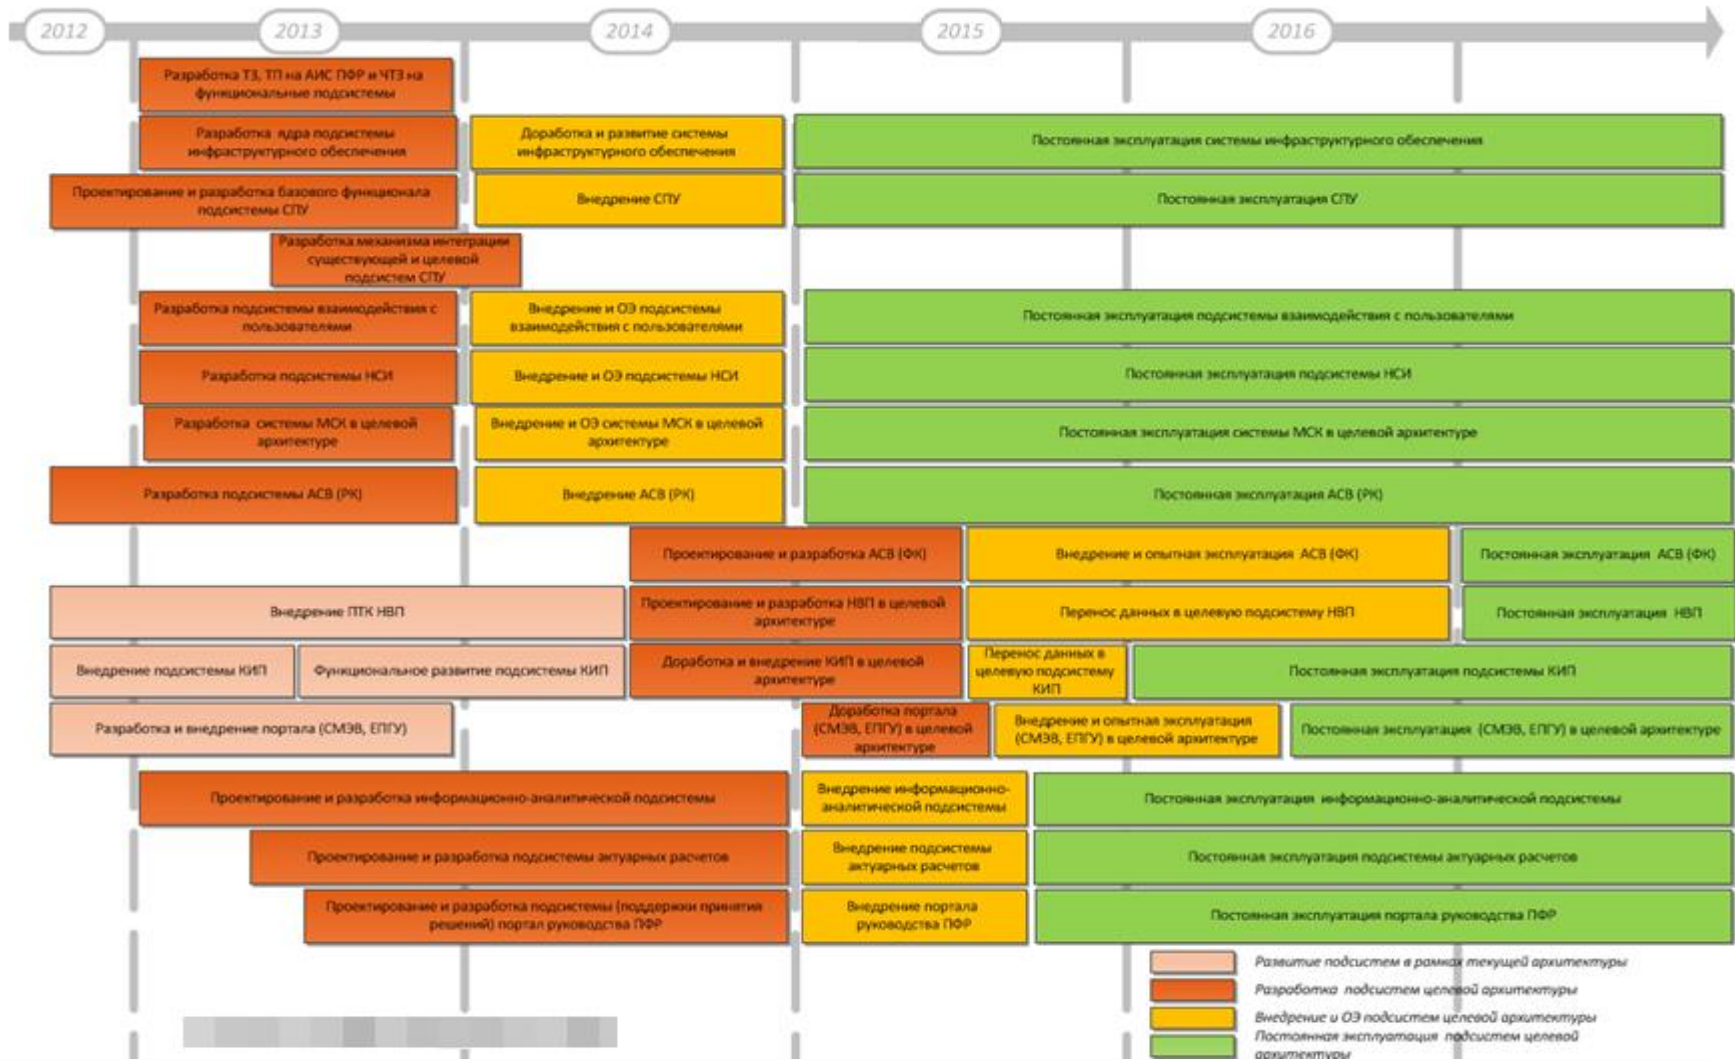 2012
2013
2014
2015
2016
Разработка ТЗ, ТП на АИС ПФР и ЧТЗ на
функциональные подсистемы
Разработка ядра подсистемы
инфраструктурного обеспечения
Доработка и развитие системы
инфраструктурного обеспечения
Постоянная эксплуатация системы инфраструктурного обеспечения
Проектирование и разработка базового функционала
подсистемы СПУ
Внедрение СПУ
Постоянная эксплуатация СПУ
Разработка механизма интеграции
существующей и целевой
подсистем СПУ
Разработка подсистемы взаимодействия с
пользователями
Внедрение и ОЭ подсистемы
взаимодействия с пользователями
Постоянная эксплуатация подсистемы взаимодействия с пользователями
Разработка подсистемы НСИ
Внедрение и ОЭ подсистемы НСИ
Постоянная эксплуатация подсистемы НСИ
Разработка системы МСК в целевой
архитектуре
Внедрение и ОЭ системы МСК в целевой
архитектуре
Постоянная эксплуатация системы МСК в целевой архитектуре
Разработка подсистемы АСВ (РК)
Внедрение АСВ (РК)
Постоянная эксплуатация АСВ (РК)
Проектирование и разработка АСВ (ФК)
Внедрение и опытная эксплуатация АСВ (ФК)
Постоянная эксплуатация АСВ (ФК)
Внедрение ПТК НВП
Проектирование и разработка НВП в целевой
архитектуре
Перенос данных в целевую подсистему НВП
Постоянная эксплуатация НВП
Внедрение подсистемы КИП
Функциональное развитие подсистемы КИП
Доработка и внедрение КИП в целевой
архитектуре
Перенос данных в
целевую подсистему
КИП
Постоянная эксплуатация подсистемы КИП
Разработка и внедрение портала (СМЭВ, ЕПГУ)
Доработка портала
(СМЭВ, ЕПГУ) в целевой
архитектуре
Внедрение и опытная эксплуатация
(СМЭВ, ЕПГУ) в целевой архитектуре
Постоянная эксплуатация (СМЭВ, ЕПГУ) в целевой архитектуре
Проектирование и разработка информационно-аналитической подсистемы
Внедрение информационно-
аналитической подсистемы
Постоянная эксплуатация информационно-аналитической подсистемы
Проектирование и разработка подсистемы актуарных расчетов
Внедрение подсистемы
актуарных расчетов
Постоянная эксплуатация подсистемы актуарных расчетов
Проектирование и разработка подсистемы (поддержки принятия
решений) портал руководства ПФР
Внедрение портала
руководства ПФР
Постоянная эксплуатация портала руководства ПФР
Развитие подсистем в рамках текущей архитектуры
Разработка подсистем целевой архитектуры
Внедрение и ОЭ подсистем целевой архитектуры
Постоянная эксплуатация подсистем целевой
архитектуры